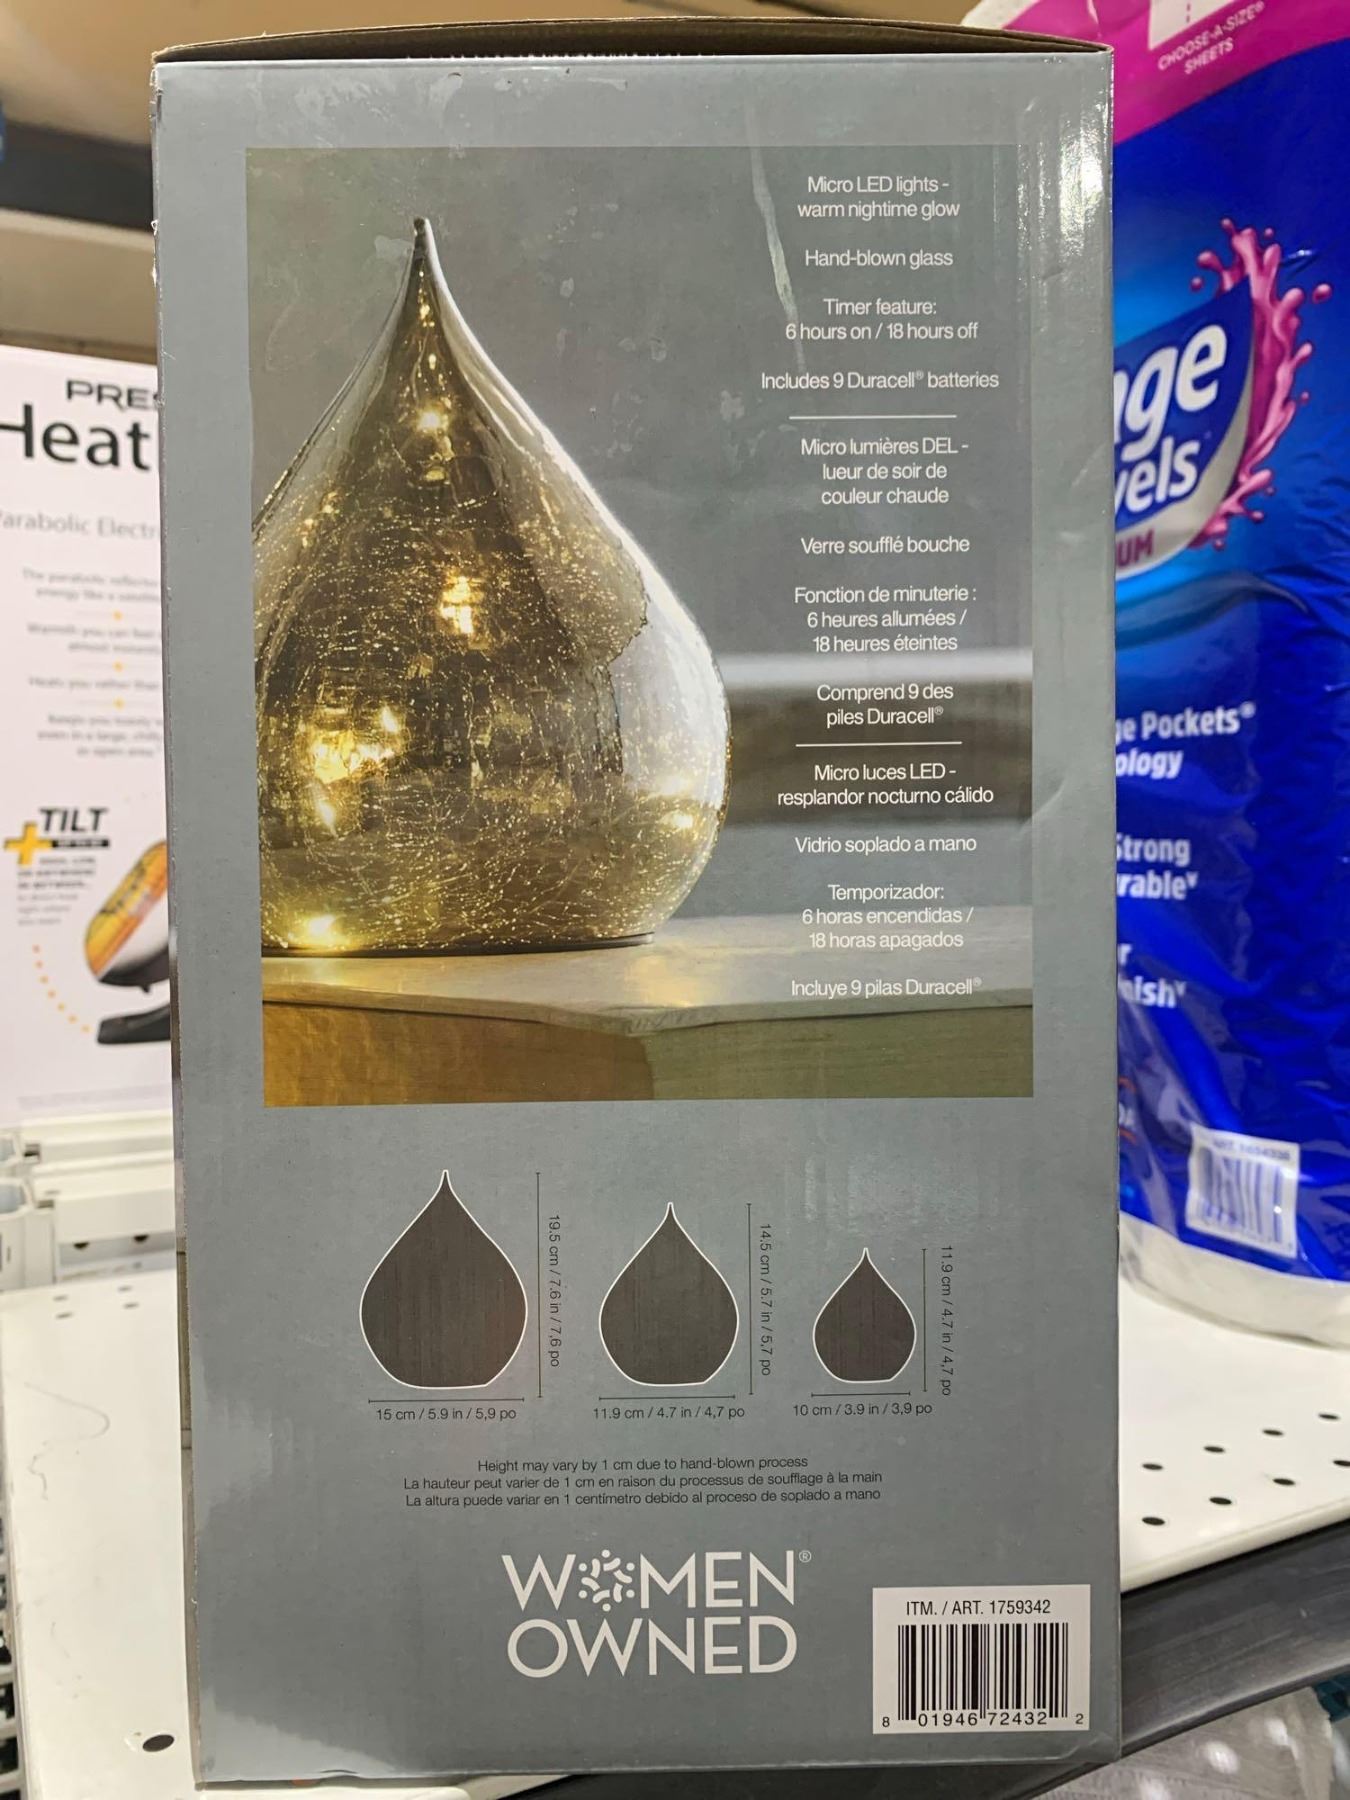 Micro LED lights -
warm nightime glow
Hand-blown glass
Timer feature:
6 hours on / 18 hours off
Includes 9 Duracell® batteries
Micro lumières DEL -
lueur de soir de
couleur chaude
Verre soufflé bouche
Fonction de minuterie :
6 heures allumées /
18 heures éteintes
Comprend 9 des
piles Duracell®
Micro luces LED -
resplandor nocturno cálido
Vidrio soplado a mano
Temporizador:
6 horas encendidas /
18 horas apagados
Incluye 9 pilas Duracell®
19.5 cm / 7.6 in / 7,6 po
15 cm / 5.9 in / 5,9 po
14.5 cm / 5.7 in / 5,7 po
11.9 cm / 4.7 in / 4,7 po
11.9 cm / 4.7 in / 4,7 po
10 cm / 3.9 in / 3,9 po
Height may vary by 1 cm due to hand-blown process
La hauteur peut varier de 1 cm en raison du processus de soufflage à la main
La altura puede variar en 1 centímetro debido al proceso de soplado a mano
WOMEN®
OWNED
ITM. / ART. 1759342
8 01946 72432 2
PRES
Heat
arabolic Electri
TILT
CHOOSE-A-SIZE®
SHEETS
ge
els
UM
ge Pockets®
ology
Strong
rable
nish